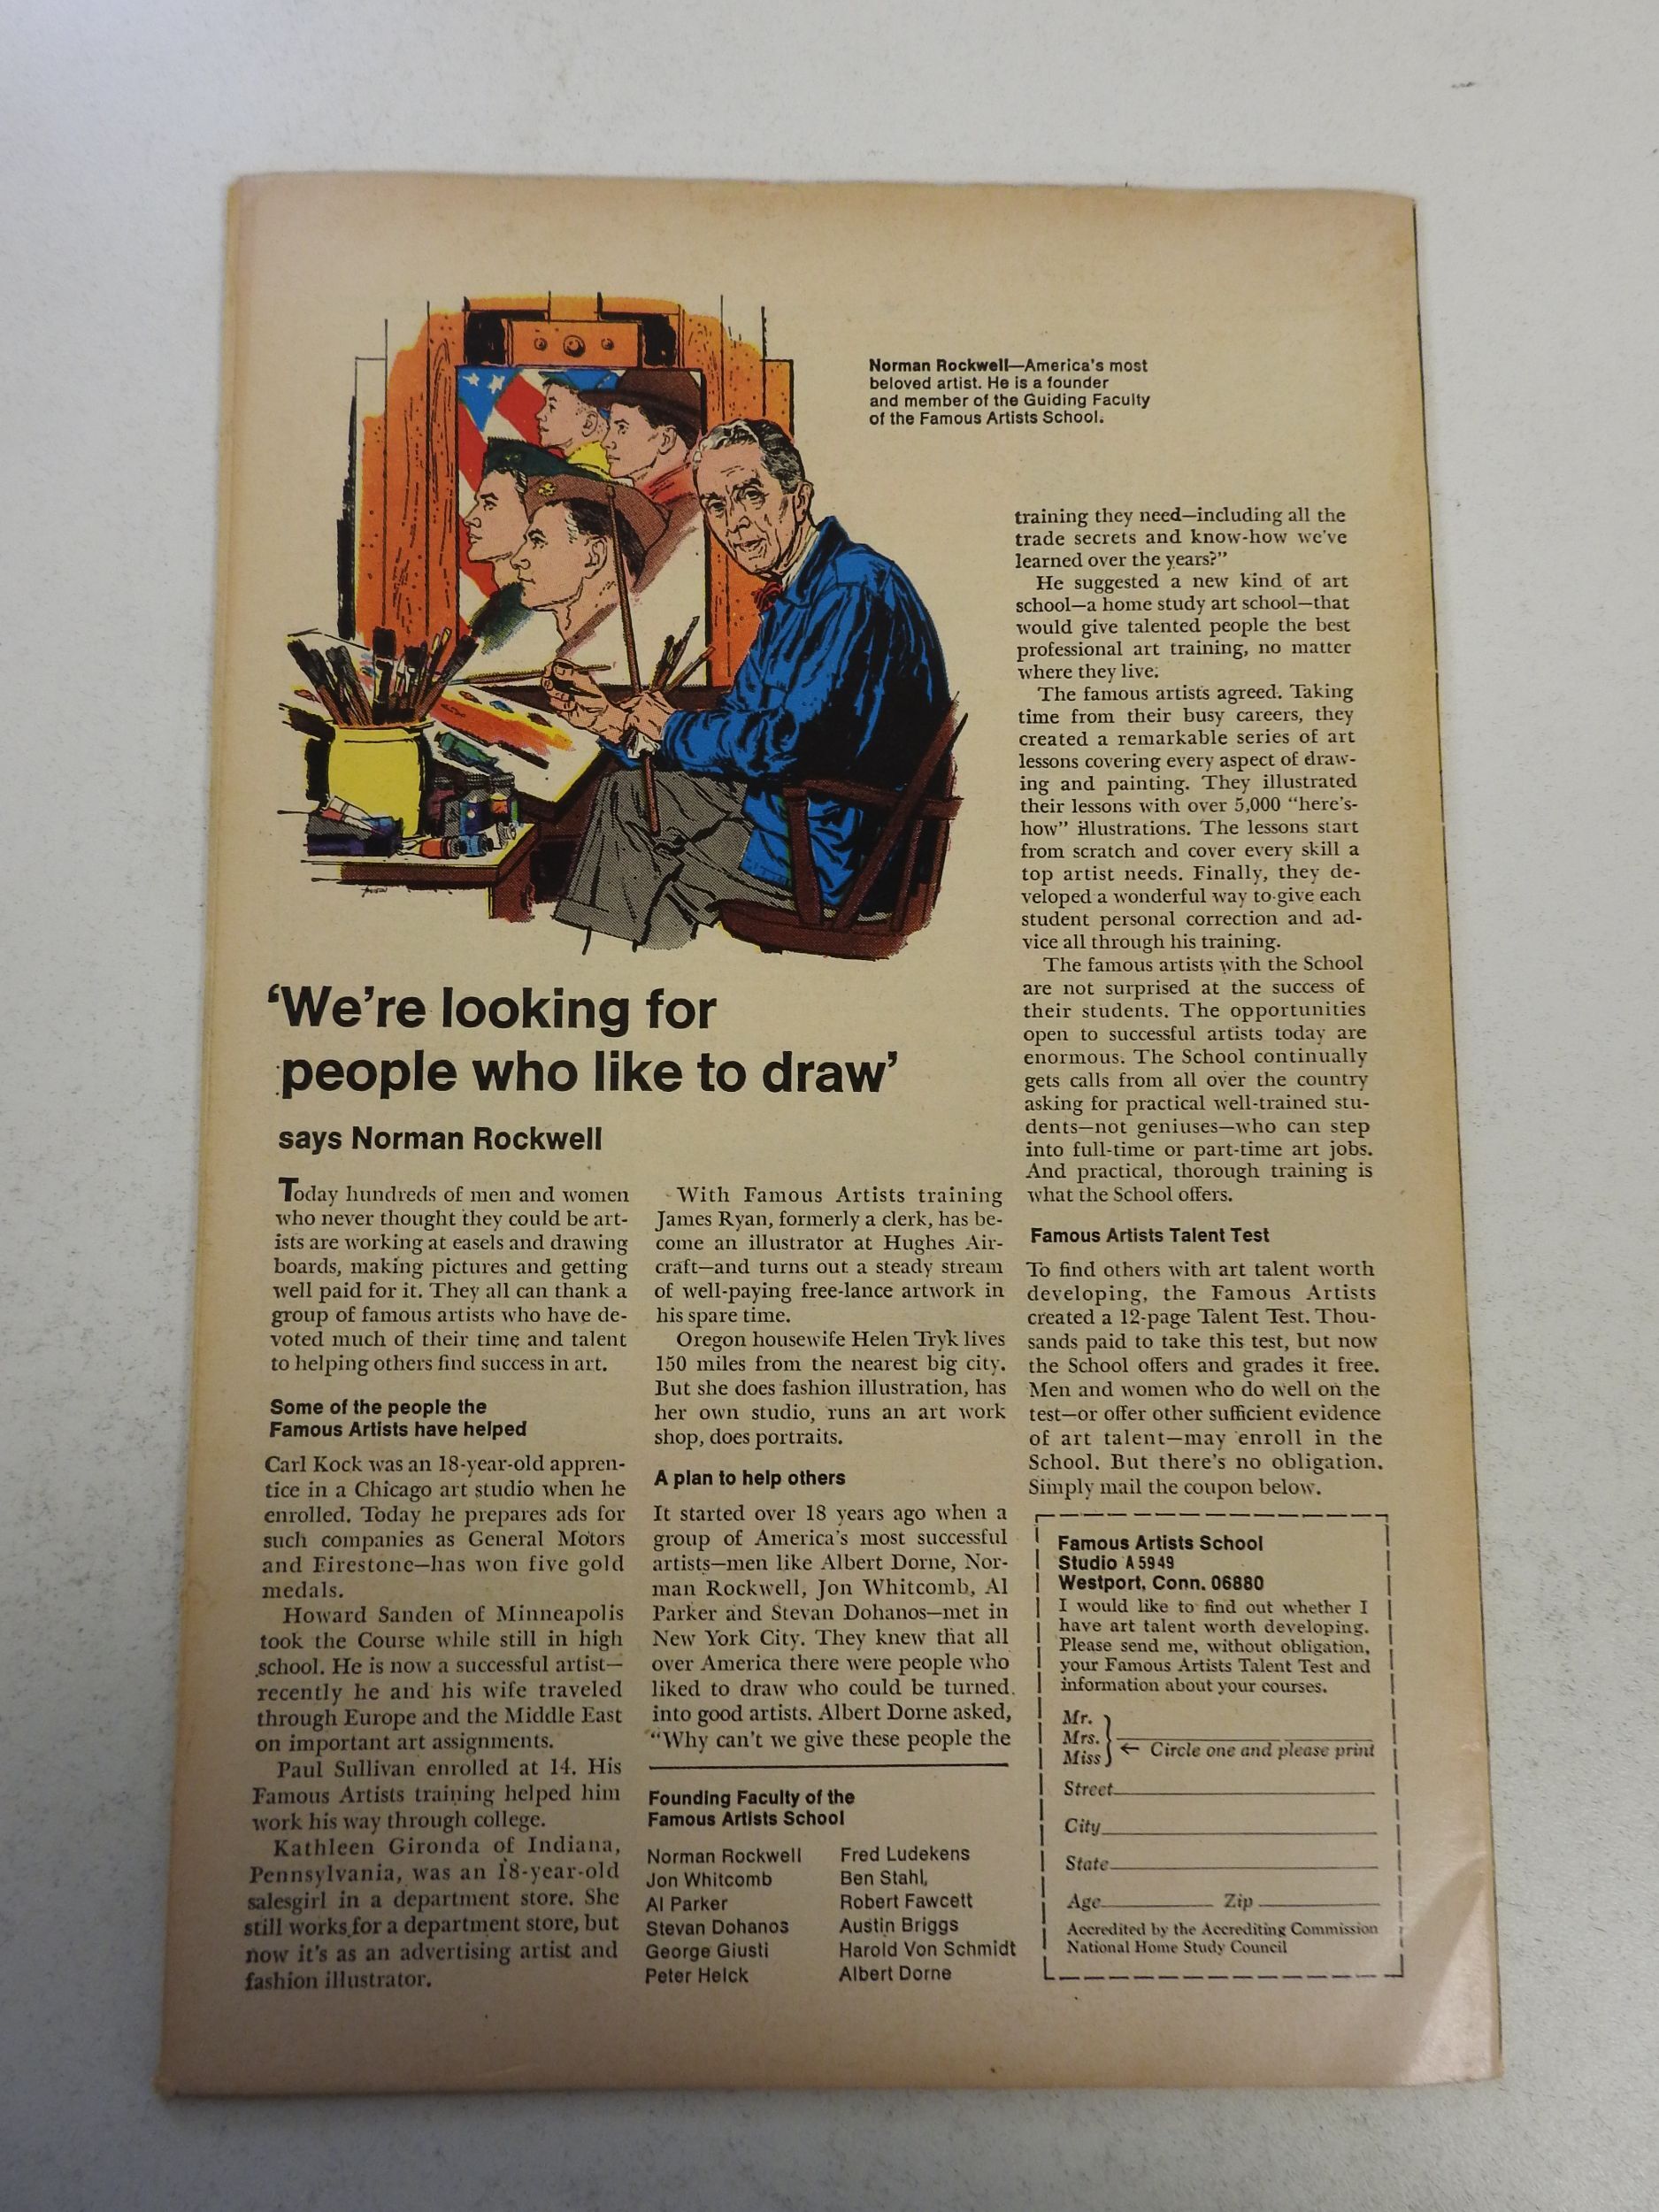 Norman Rockwell—America's most
beloved artist. He is a founder
and member of the Guiding Faculty
of the Famous Artists School.
'We're looking for
people who like to draw'
says Norman Rockwell
Today hundreds of men and women
who never thought they could be art-
ists are working at easels and drawing
boards, making pictures and getting
well paid for it. They all can thank a
group of famous artists who have de-
voted much of their time and talent
to helping others find success in art.
Some of the people the
Famous Artists have helped
Carl Kock was an 18-year-old appren-
tice in a Chicago art studio when he
enrolled. Today he prepares ads for
such companies as General Motors
and Firestone—has won five gold
medals.
Howard Sanden of Minneapolis
took the Course while still in high
school. He is now a successful artist—
recently he and his wife traveled
through Europe and the Middle East
on important art assignments.
Paul Sullivan enrolled at 14. His
Famous Artists training helped him
work his way through college.
Kathleen Gironda of Indiana,
Pennsylvania, was an 18-year-old
salesgirl in a department store. She
still works for a department store, but
now it's as an advertising artist and
fashion illustrator.
With Famous Artists training
James Ryan, formerly a clerk, has be-
come an illustrator at Hughes Air-
craft—and turns out a steady stream
of well-paying free-lance artwork in
his spare time.
Oregon housewife Helen Tryk lives
150 miles from the nearest big city.
But she does fashion illustration, has
her own studio, runs an art work
shop, does portraits.
A plan to help others
It started over 18 years ago when a
group of America's most successful
artists—men like Albert Dorne, Nor-
man Rockwell, Jon Whitcomb, Al
Parker and Stevan Dohanos—met in
New York City. They knew that all
over America there were people who
liked to draw who could be turned
into good artists. Albert Dorne asked,
"Why can't we give these people the
Founding Faculty of the
Famous Artists School
Norman Rockwell
Jon Whitcomb
Al Parker
Stevan Dohanos
George Giusti
Peter Helck
Fred Ludekens
Ben Stahl,
Robert Fawcett
Austin Briggs
Harold Von Schmidt
Albert Dorne
training they need—including all the
trade secrets and know-how we've
learned over the years?"
He suggested a new kind of art
school—a home study art school—that
would give talented people the best
professional art training, no matter
where they live.
The famous artists agreed. Taking
time from their busy careers, they
created a remarkable series of art
lessons covering every aspect of draw-
ing and painting. They illustrated
their lessons with over 5,000 "here's-
how" illustrations. The lessons start
from scratch and cover every skill a
top artist needs. Finally, they de-
veloped a wonderful way to give each
student personal correction and ad-
vice all through his training.
The famous artists with the School
are not surprised at the success of
their students. The opportunities
open to successful artists today are
enormous. The School continually
gets calls from all over the country
asking for practical well-trained stu-
dents—not geniuses—who can step
into full-time or part-time art jobs.
And practical, thorough training is
what the School offers.
Famous Artists Talent Test
To find others with art talent worth
developing, the Famous Artists
created a 12-page Talent Test. Thou-
sands paid to take this test, but now
the School offers and grades it free.
Men and women who do well on the
test—or offer other sufficient evidence
of art talent—may enroll in the
School. But there's no obligation.
Simply mail the coupon below.
Famous Artists School
Studio A 5949
Westport, Conn. 06880
I would like to find out whether I
have art talent worth developing.
Please send me, without obligation,
your Famous Artists Talent Test and
information about your courses.
Mr.
Mrs.
Miss ← Circle one and please print
Street
City
State
Age Zip
Accredited by the Accrediting Commission
National Home Study Council